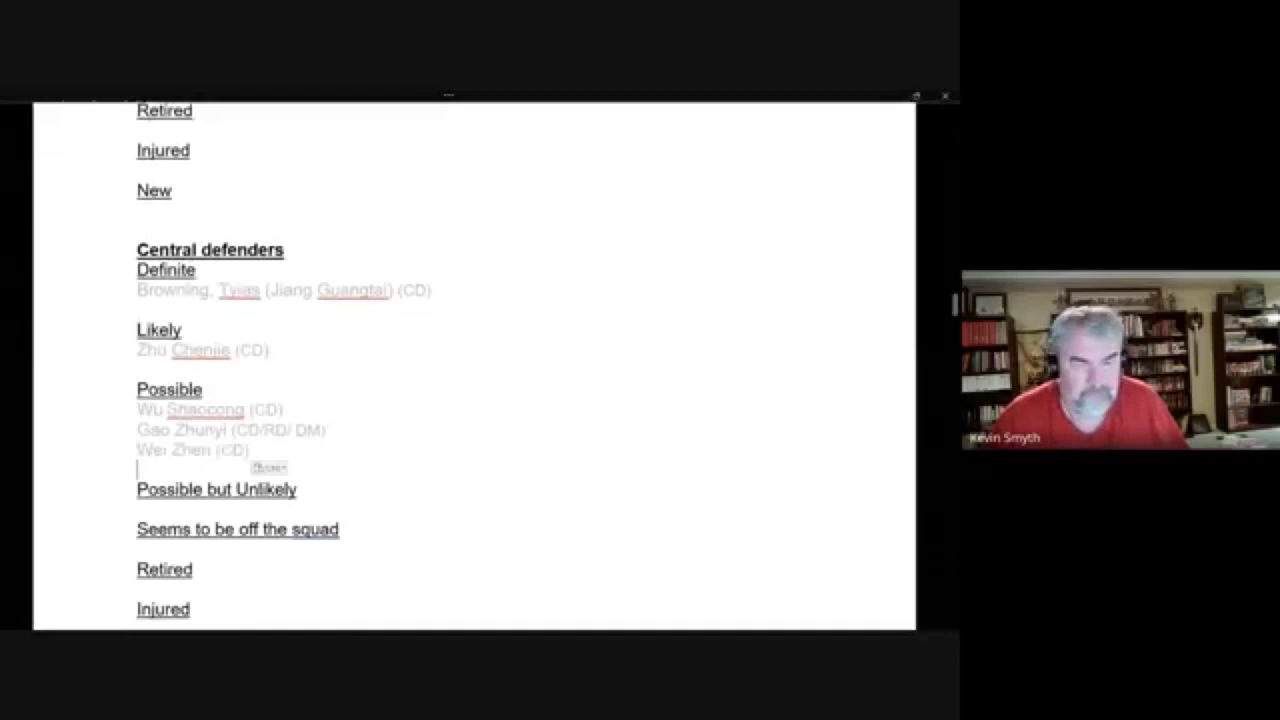 Retired
Injured
New
Central defenders
Definite
Browning, Tyias (Jiang Guangtai) (CD)
Likely
Zhu Chenjie (CD)
Possible
Wu Shaocong (CD)
Gao Zhunyi (CD/RD/ DM)
Wei Zhen (CD)
Possible but Unlikely
Seems to be off the squad
Retired
Injured
Kevin Smyth